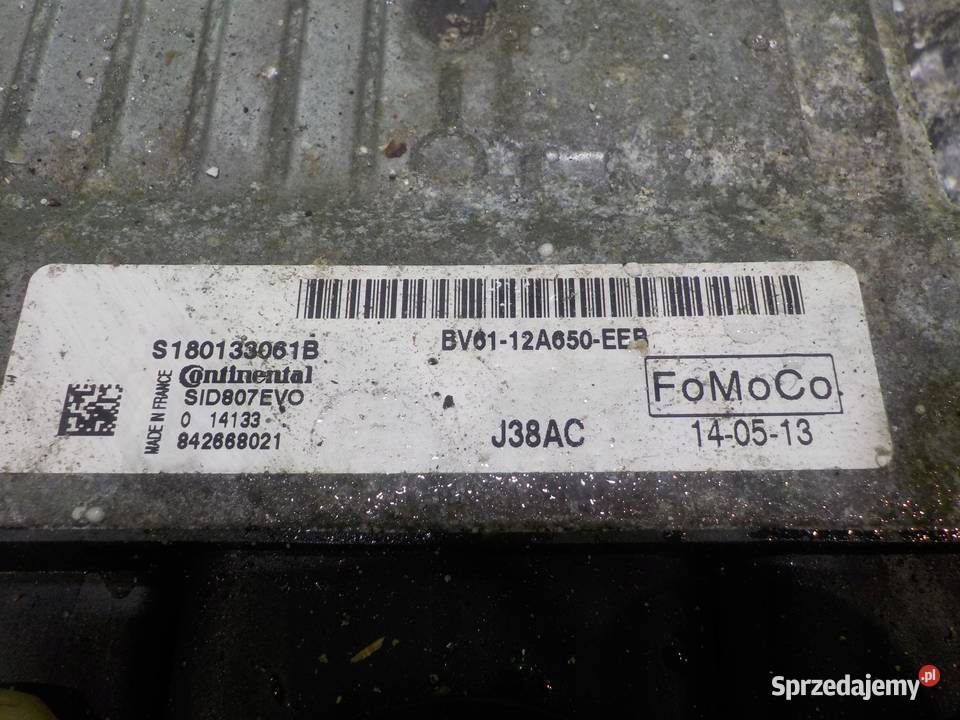 BV61-12A650-EEB
S180133061B
Continental
SID807EVO
0 14133
842668021
MADE IN FRANCE
FoMoCo
J38AC
14-05-13
Sprzedajemy.pl